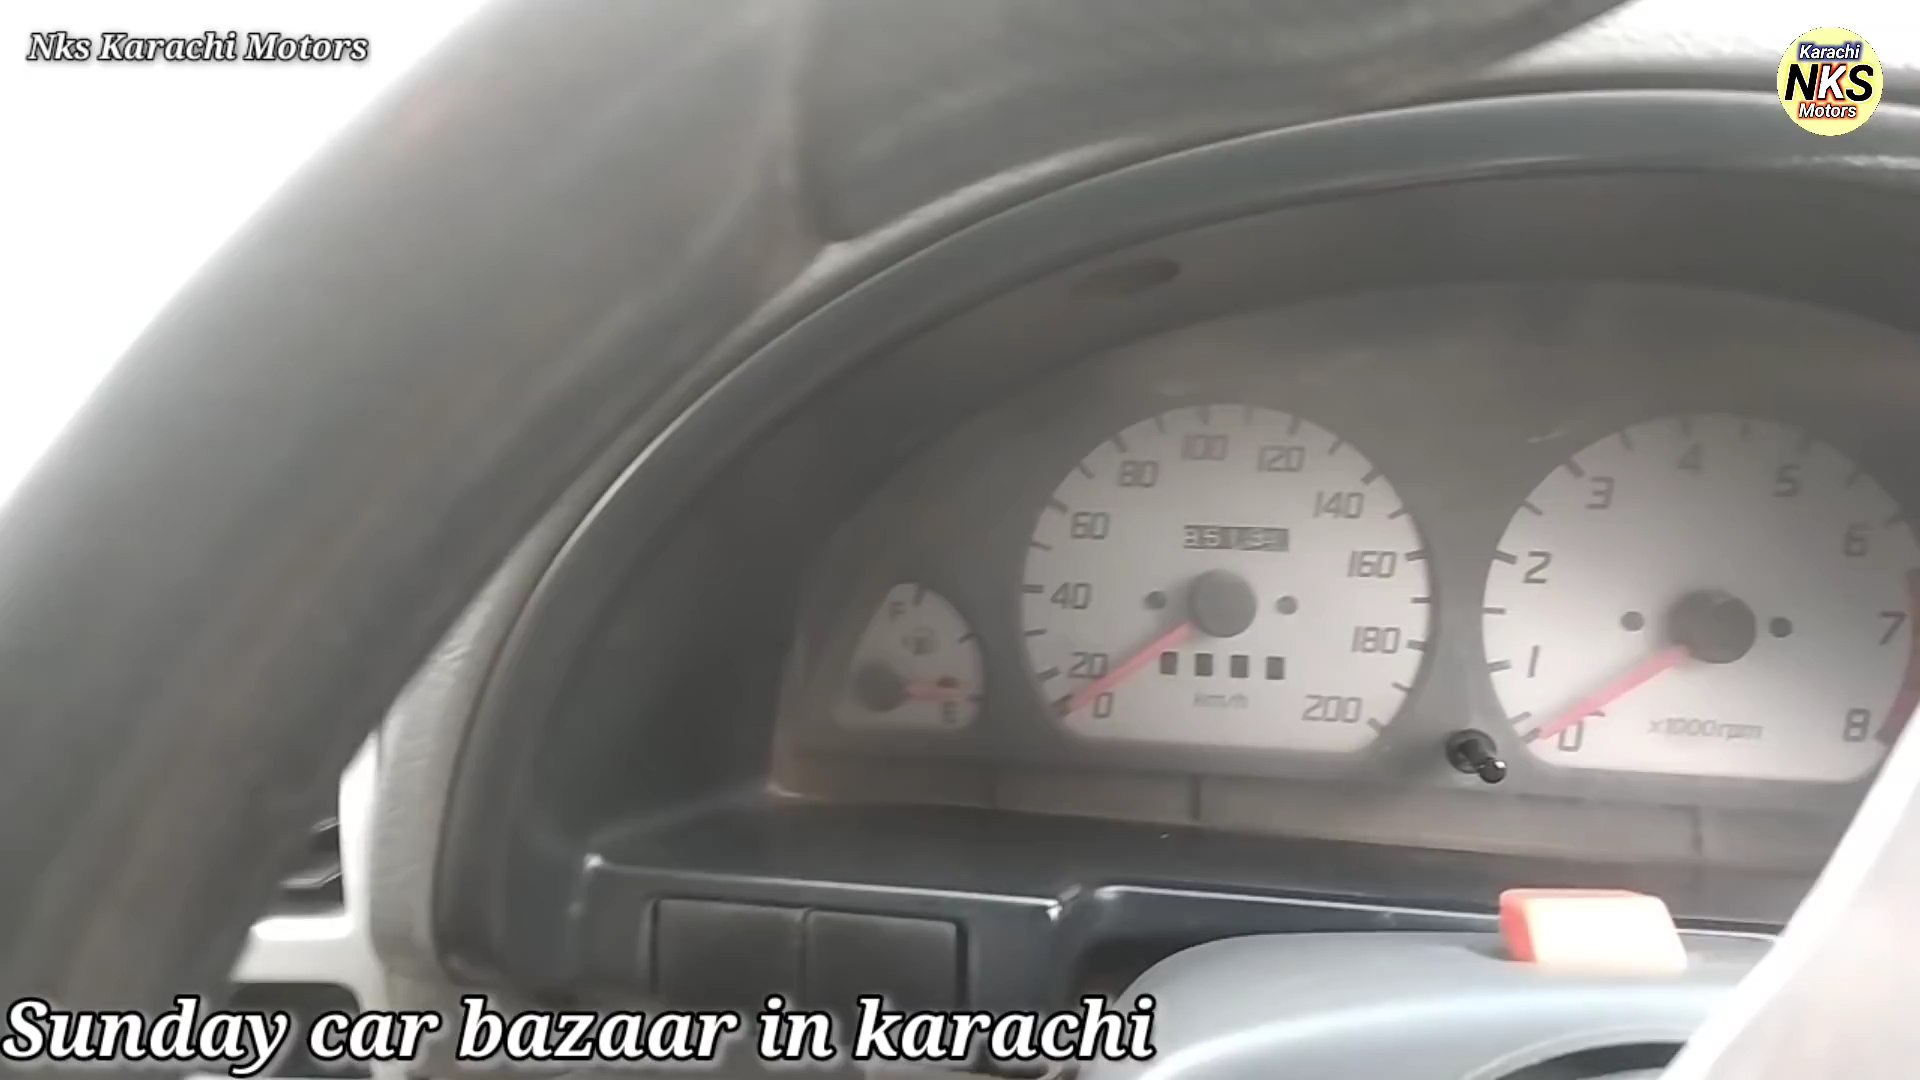 Nks Karachi Motors
Karachi
NKS
Motors
F
E
0
20
40
60
80
100
120
140
160
180
200
km/h
0
1
2
3
4
5
6
7
8
x1000rpm
Sunday car bazaar in karachi